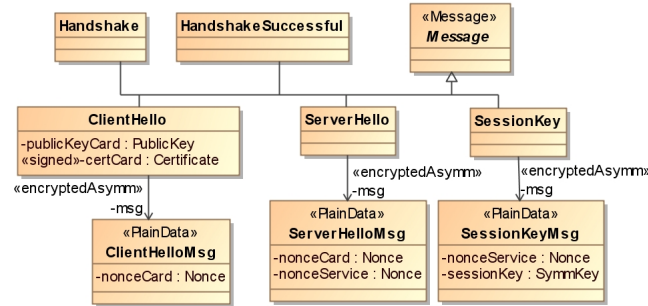 Handshake
HandshakeSuccessful
«Message»
Message
ClientHello
-publicKeyCard : PublicKey
«signed»-certCard : Certificate
ServerHello
SessionKey
«encryptedAsymm»
-msg
«encryptedAsymm»
-msg
«encryptedAsymm»
-msg
«PlainData»
ClientHelloMsg
-nonceCard : Nonce
«PlainData»
ServerHelloMsg
-nonceCard : Nonce
-nonceService : Nonce
«PlainData»
SessionKeyMsg
-nonceService : Nonce
-sessionKey : SymmKey